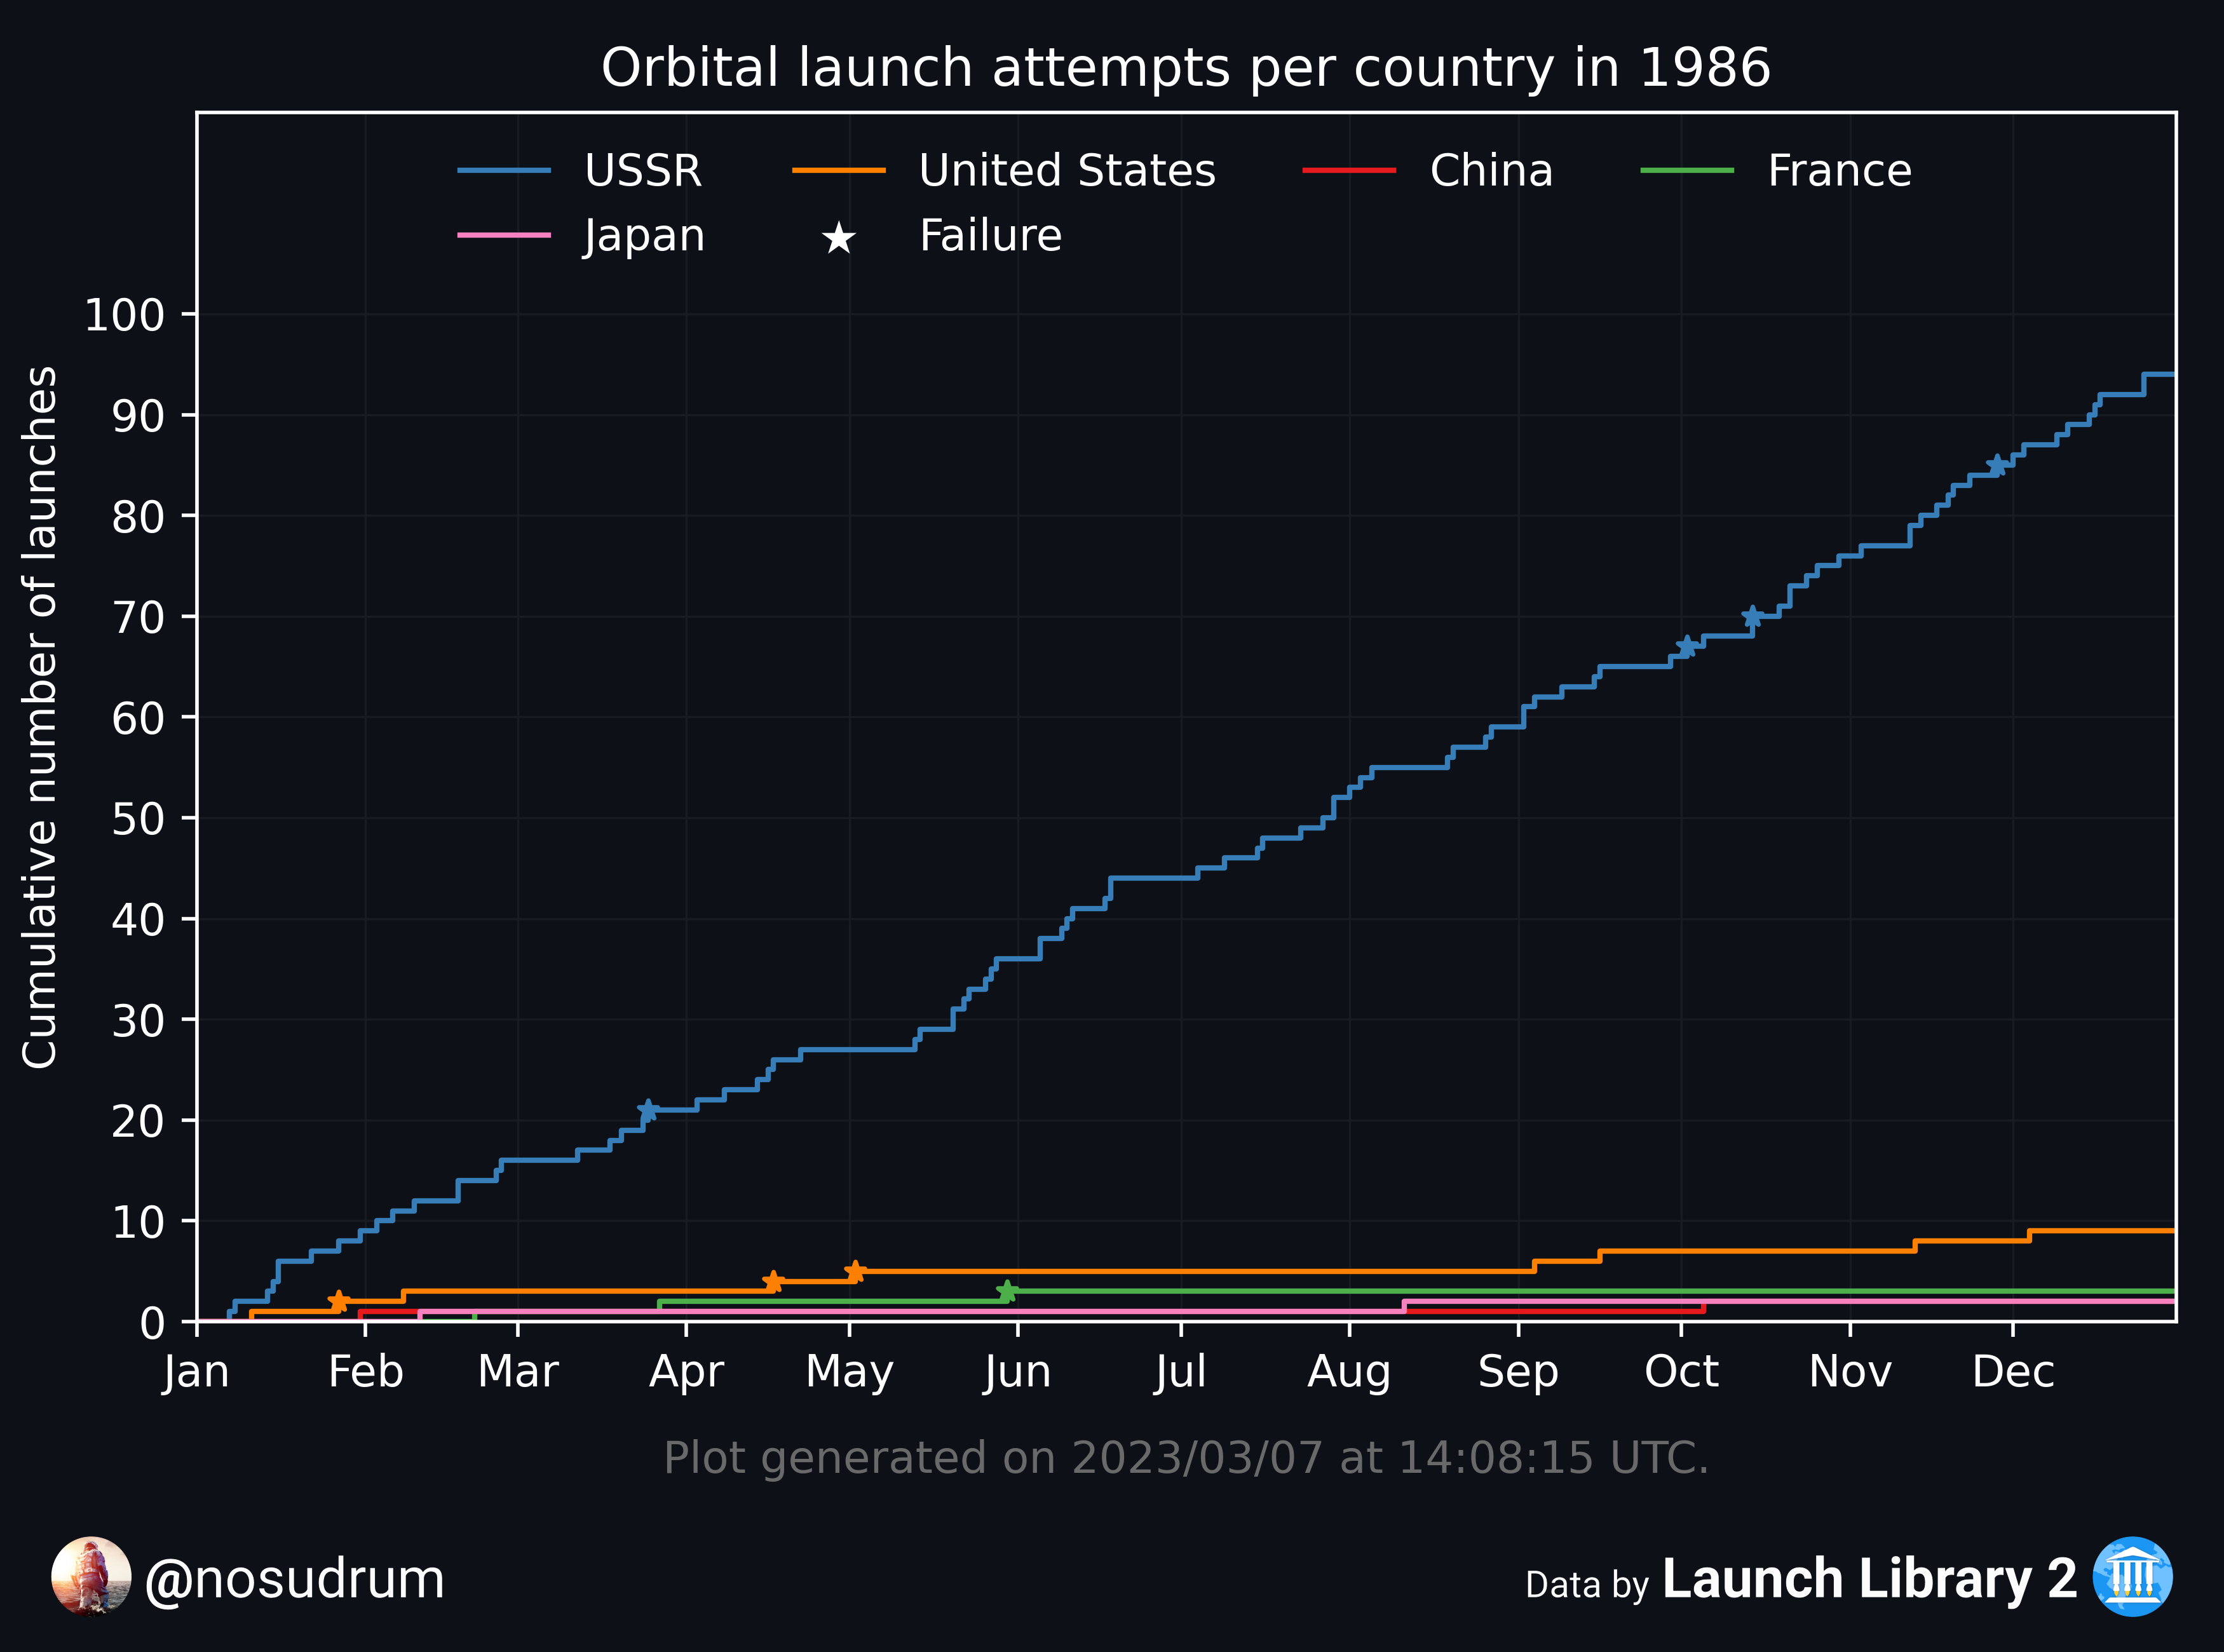 Orbital launch attempts per country in 1986
USSR United States China France
Japan Failure
Cumulative number of launches
100
90
80
70
60
50
40
30
20
10
0
Jan Feb Mar Apr May Jun Jul Aug Sep Oct Nov Dec
Plot generated on 2023/03/07 at 14:08:15 UTC.
@nosudrum
Data by Launch Library 2